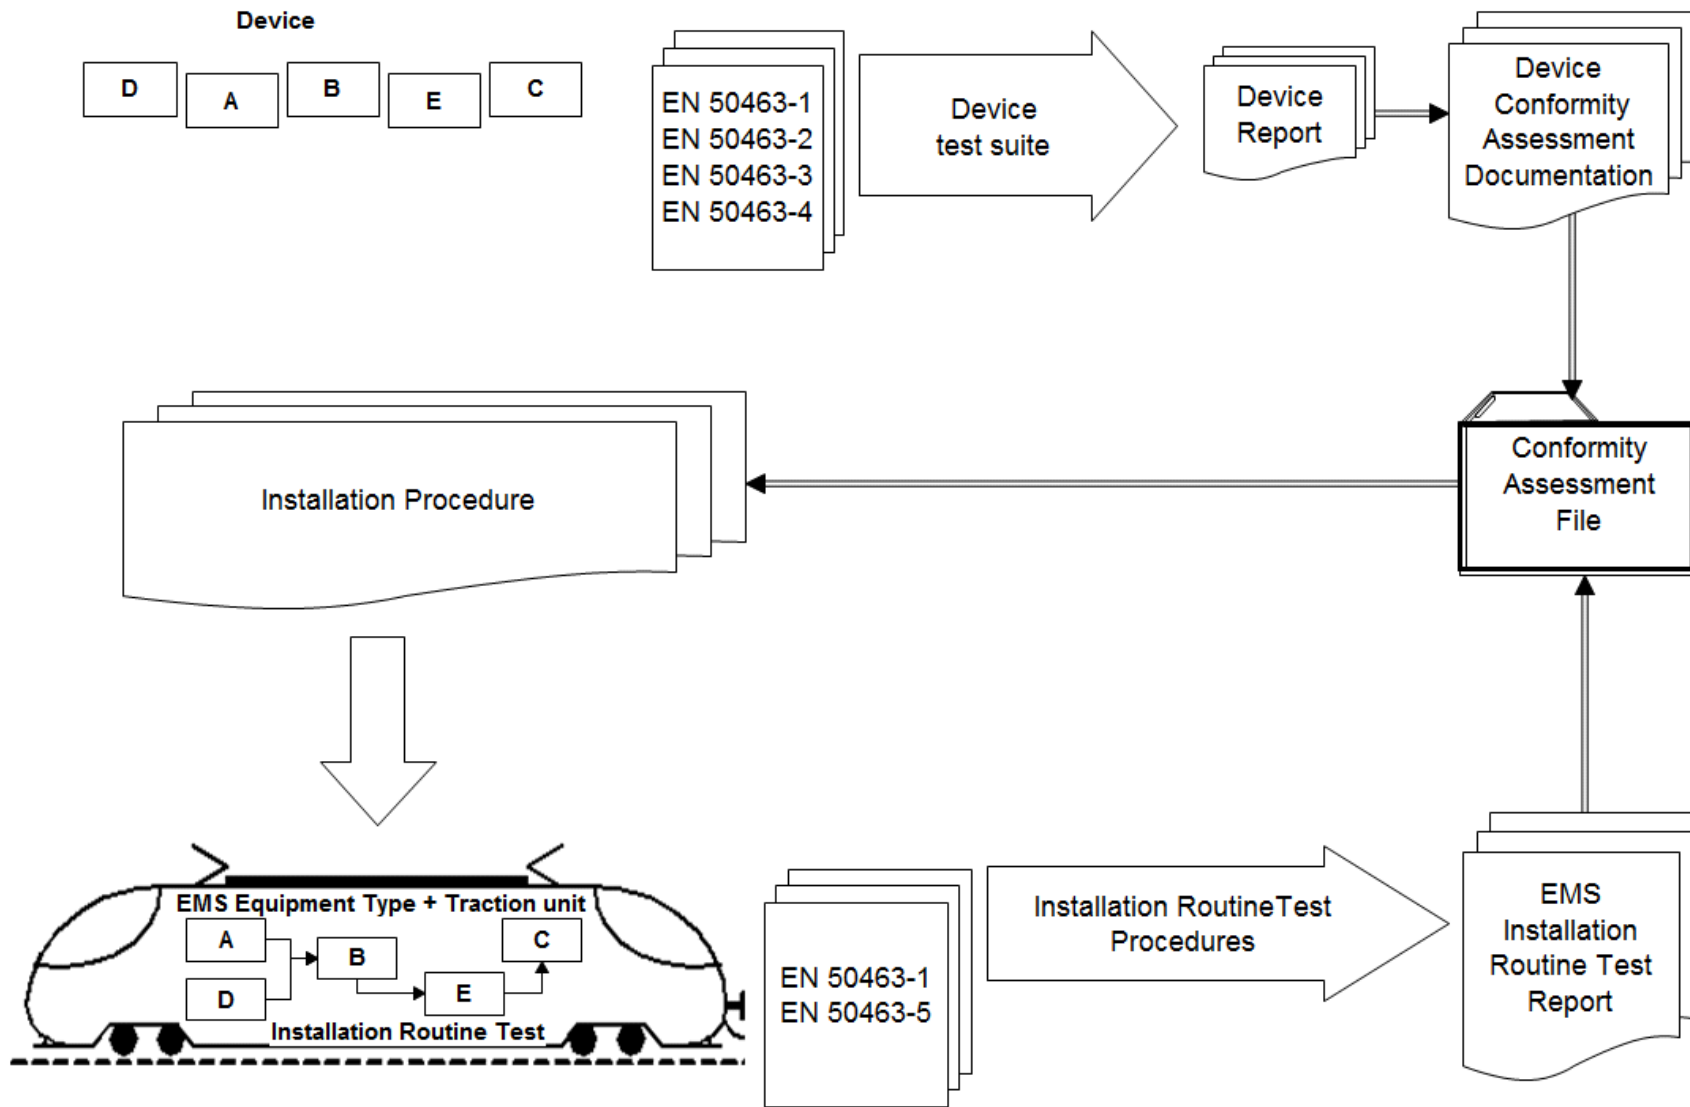 Device
D
A
B
E
C
EN 50463-1
EN 50463-2
EN 50463-3
EN 50463-4
Device
test suite
Device
Report
Device
Conformity
Assessment
Documentation
Installation Procedure
Conformity
Assessment
File
EMS Equipment Type + Traction unit
A
B
C
D
E
Installation Routine Test
EN 50463-1
EN 50463-5
Installation RoutineTest
Procedures
EMS
Installation
Routine Test
Report